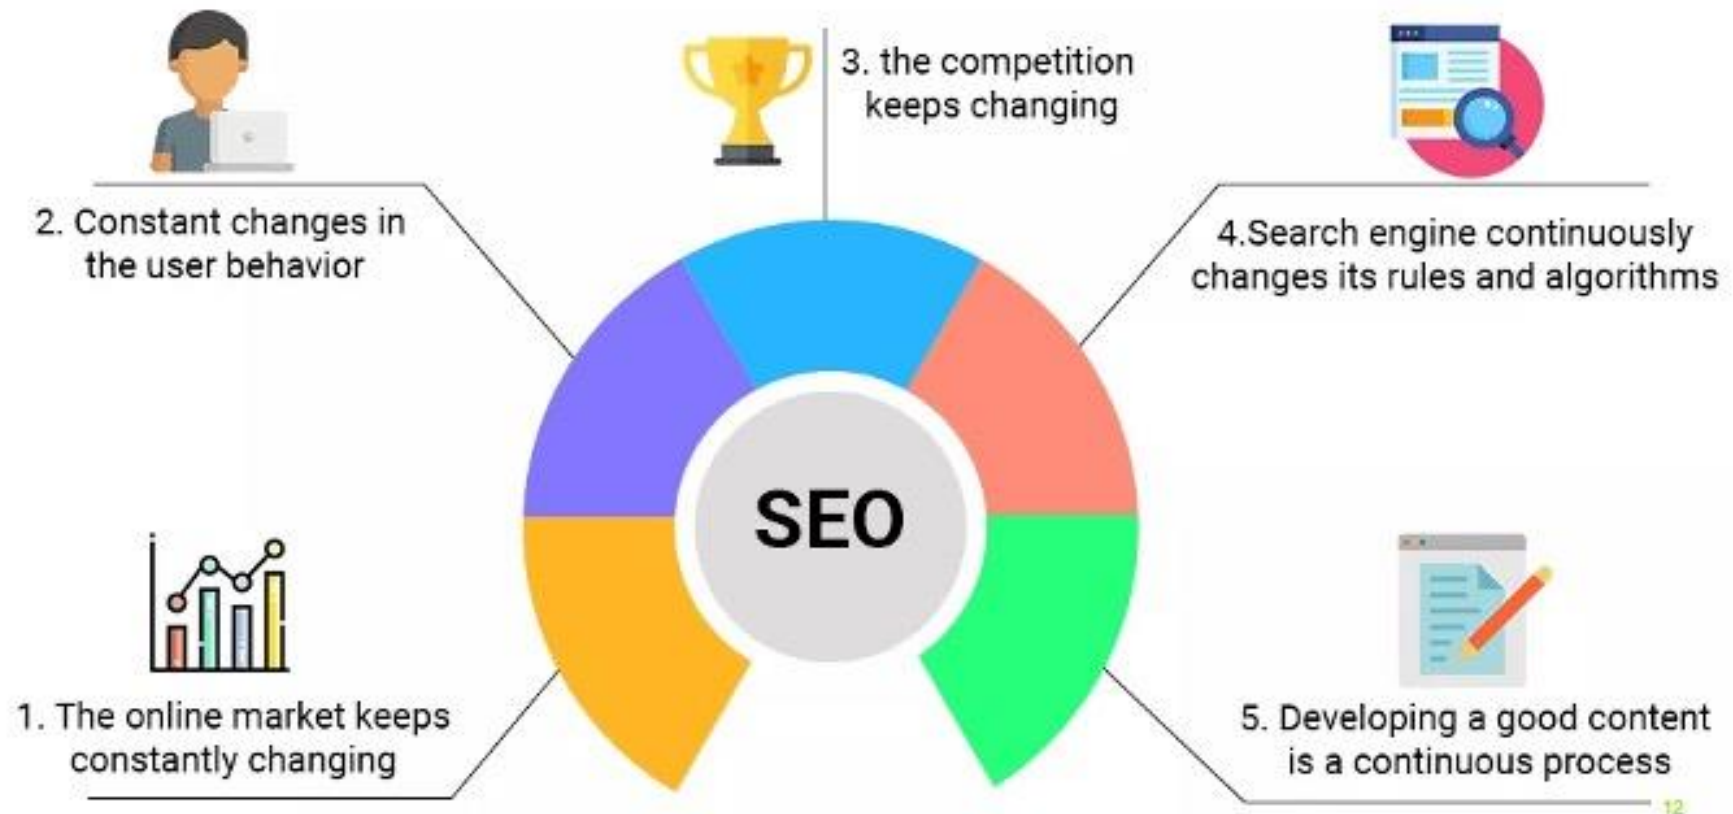 1. The online market keeps
constantly changing
2. Constant changes in
the user behavior
3. the competition
keeps changing
4.Search engine continuously
changes its rules and algorithms
5. Developing a good content
is a continuous process
SEO
12